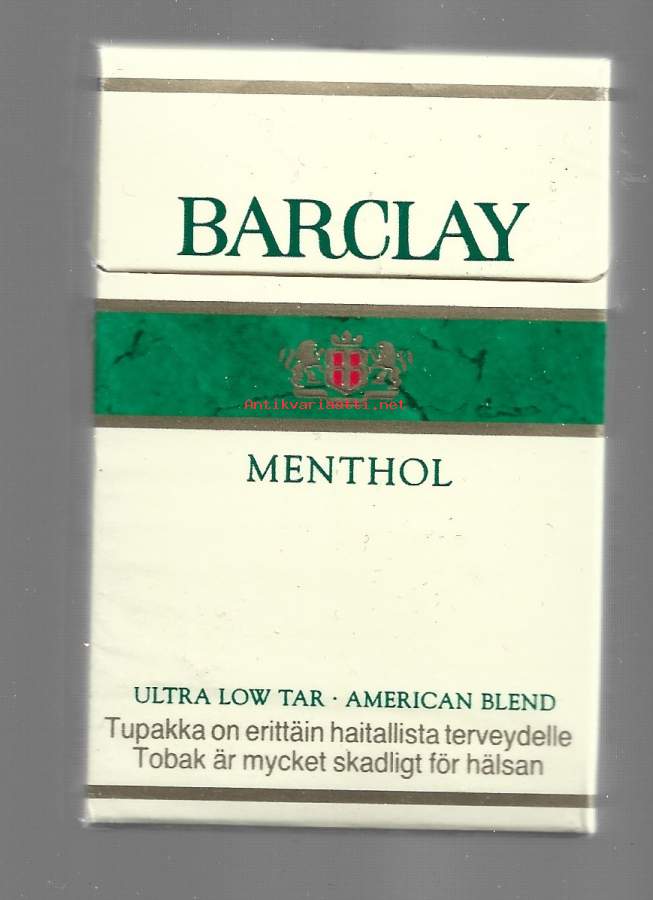 BARCLAY
Antikvariaatti.net
MENTHOL
ULTRA LOW TAR · AMERICAN BLEND
Tupakka on erittäin haitallista terveydelle
Tobak är mycket skadligt för hälsan